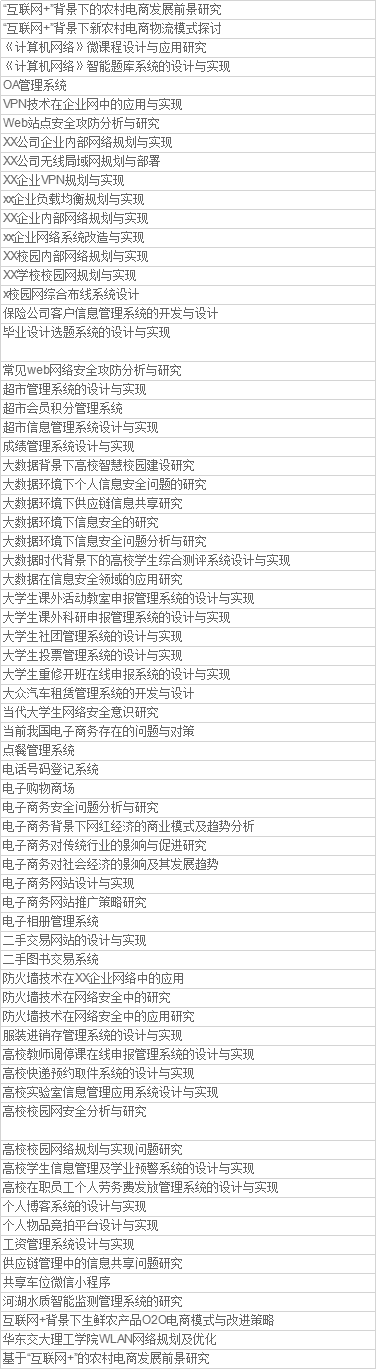 “互联网+”背景下的农村电商发展前景研究
“互联网+”背景下新农村电商物流模式探讨
《计算机网络》微课程设计与应用研究
《计算机网络》智能题库系统的设计与实现
OA管理系统
VPN技术在企业网中的应用与实现
Web站点安全攻防分析与研究
XX公司企业内部网络规划与实现
XX公司无线局域网规划与部署
XX企业VPN规划与实现
xx企业负载均衡规划与实现
XX企业内部网络规划与实现
xx企业网络系统改造与实现
XX校园内部网络规划与实现
XX学校校园网规划与实现
x校园网综合布线系统设计
保险公司客户信息管理系统的开发与设计
毕业设计选题系统的设计与实现
常见web网络安全攻防分析与研究
超市管理系统的设计与实现
超市会员积分管理系统
超市信息管理系统设计与实现
成绩管理系统设计与实现
大数据背景下高校智慧校园建设研究
大数据环境下个人信息安全问题的研究
大数据环境下供应链信息共享研究
大数据环境下信息安全的研究
大数据环境下信息安全问题分析与研究
大数据时代背景下的高校学生综合测评系统设计与实现
大数据在信息安全领域的应用研究
大学生课外活动教室申报管理系统的设计与实现
大学生课外科研申报管理系统的设计与实现
大学生社团管理系统的设计与实现
大学生投票管理系统的设计与实现
大学生重修开班在线申报系统的设计与实现
大众汽车租赁管理系统的开发与设计
当代大学生网络安全意识研究
当前我国电子商务存在的问题与对策
点餐管理系统
电话号码登记系统
电子购物商场
电子商务安全问题分析与研究
电子商务背景下网红经济的商业模式及趋势分析
电子商务对传统行业的影响与促进研究
电子商务对社会经济的影响及其发展趋势
电子商务网站设计与实现
电子商务网站推广策略研究
电子相册管理系统
二手交易网站的设计与实现
二手图书交易系统
防火墙技术在XX企业网络中的应用
防火墙技术在网络安全中的研究
防火墙技术在网络安全中的应用研究
服装进销存管理系统的设计与实现
高校教师调停课在线申报管理系统的设计与实现
高校快递预约取件系统的设计与实现
高校实验室信息管理应用系统设计与实现
高校校园网安全分析与研究
高校校园网络规划与实现问题研究
高校学生信息管理及学业预警系统的设计与实现
高校在职员工个人劳务费发放管理系统的设计与实现
个人博客系统的设计与实现
个人物品竞拍平台设计与实现
工资管理系统设计与实现
供应链管理中的信息共享问题研究
共享车位微信小程序
河湖水质智能监测管理系统的研究
互联网+背景下生鲜农产品O2O电商模式与改进策略
华东交大理工学院WLAN网络规划及优化
基于“互联网+”的农村电商发展前景研究